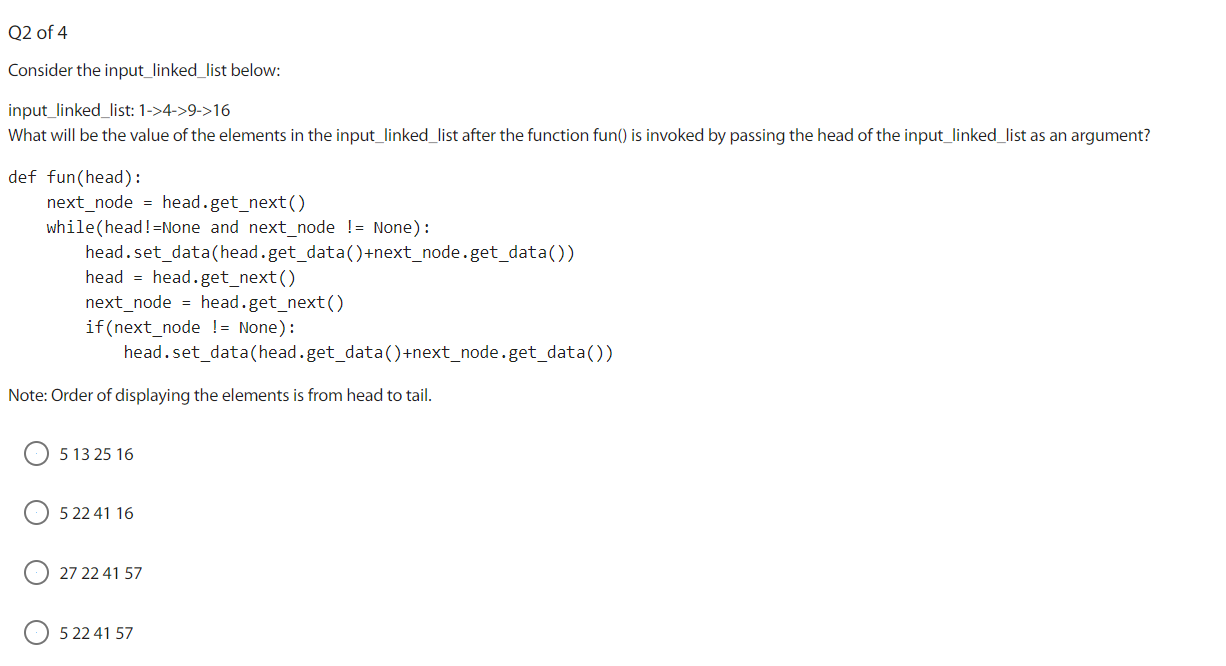 Q2 of 4
Consider the input_linked_list below:
input_linked_list: 1->4->9->16
What will be the value of the elements in the input_linked_list after the function fun() is invoked by passing the head of the input_linked_list as an argument?
def fun(head):
    next_node = head.get_next()
    while(head!=None and next_node != None):
        head.set_data(head.get_data()+next_node.get_data())
        head = head.get_next()
        next_node = head.get_next()
        if(next_node != None):
            head.set_data(head.get_data()+next_node.get_data())
Note: Order of displaying the elements is from head to tail.
5 13 25 16
5 22 41 16
27 22 41 57
5 22 41 57